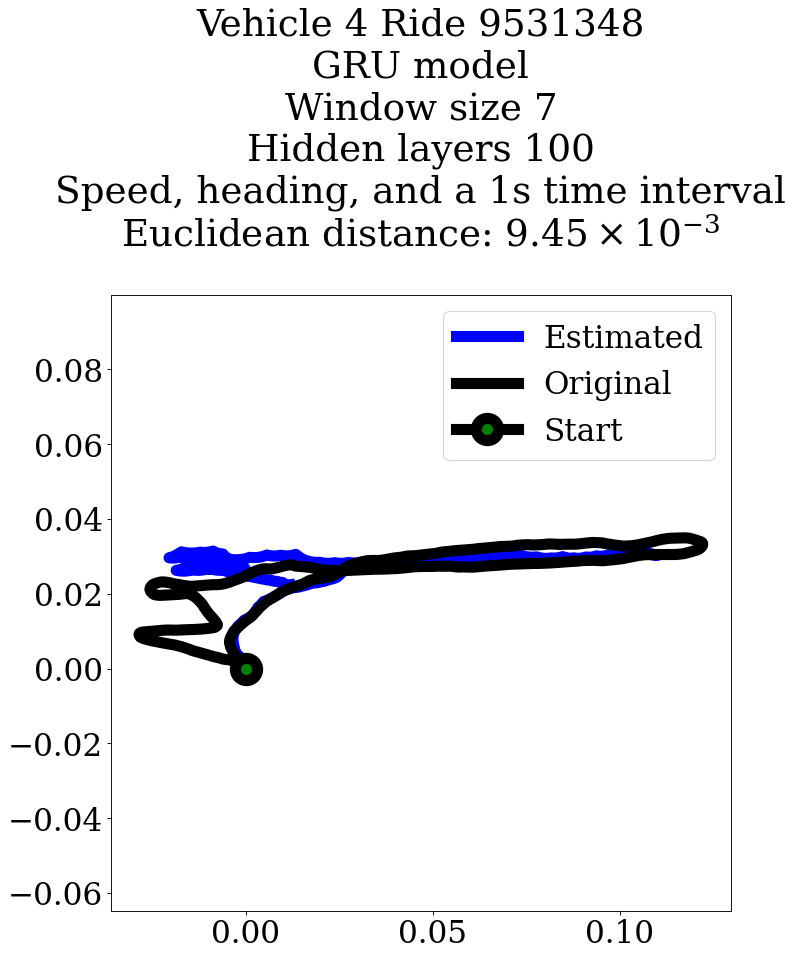 Vehicle 4 Ride 9531348
GRU model
Window size 7
Hidden layers 100
Speed, heading, and a 1s time interval
Euclidean distance: 9.45 × 10⁻³
Estimated
Original
Start
0.08
0.06
0.04
0.02
0.00
−0.02
−0.04
−0.06
0.00 0.05 0.10